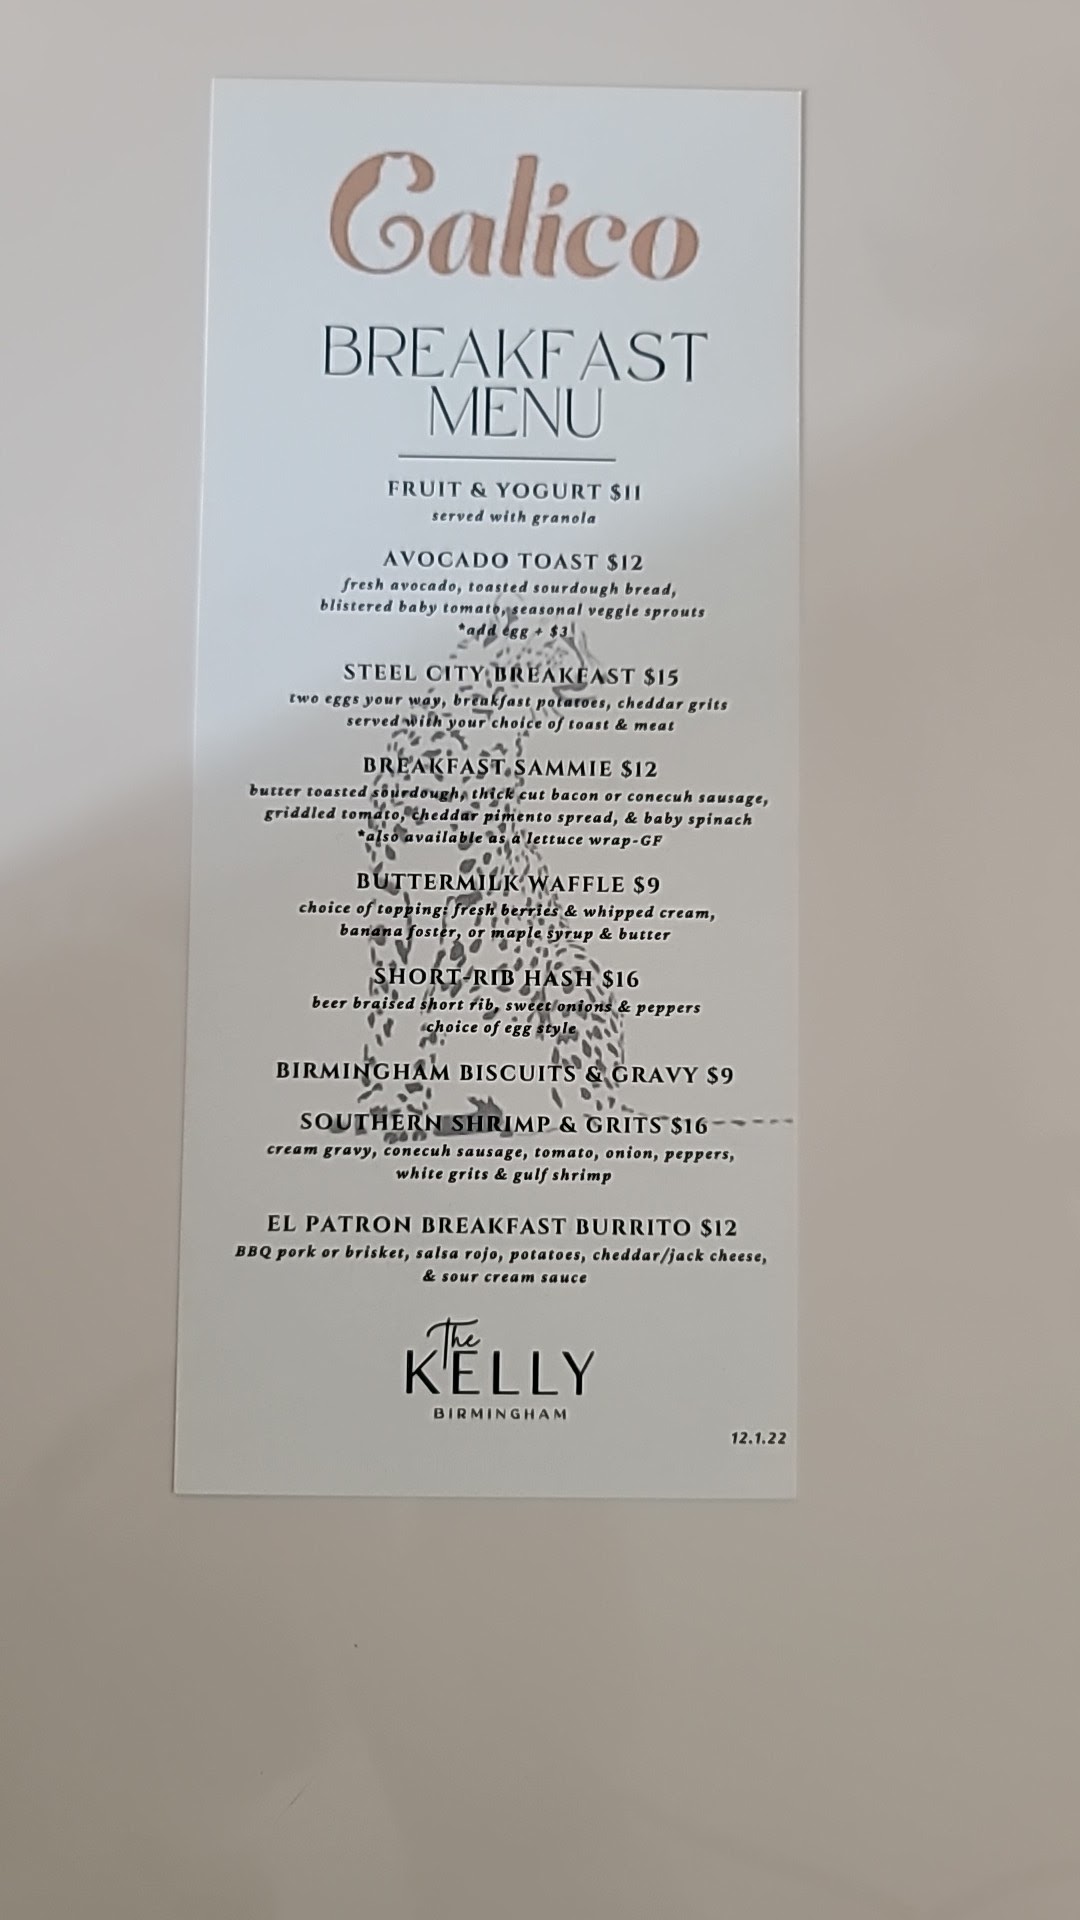 Calico
BREAKFAST
MENU
FRUIT & YOGURT $11
served with granola
AVOCADO TOAST $12
fresh avocado, toasted sourdough bread,
blistered baby tomato, seasonal veggie sprouts
*add egg + $3
STEEL CITY BREAKFAST $15
two eggs your way, breakfast potatoes, cheddar grits
served with your choice of toast & meat
BREAKFAST SAMMIE $12
butter toasted sourdough, thick cut bacon or conecuh sausage,
griddled tomato, cheddar pimento spread, & baby spinach
*also available as a lettuce wrap-GF
BUTTERMILK WAFFLE $9
choice of topping: fresh berries & whipped cream,
banana foster, or maple syrup & butter
SHORT-RIB HASH $16
beer braised short rib, sweet onions & peppers
choice of egg style
BIRMINGHAM BISCUITS & GRAVY $9
SOUTHERN SHRIMP & GRITS $16
cream gravy, conecuh sausage, tomato, onion, peppers,
white grits & gulf shrimp
EL PATRON BREAKFAST BURRITO $12
BBQ pork or brisket, salsa rojo, potatoes, cheddar/jack cheese,
& sour cream sauce
The
KELLY
BIRMINGHAM
12.1.22